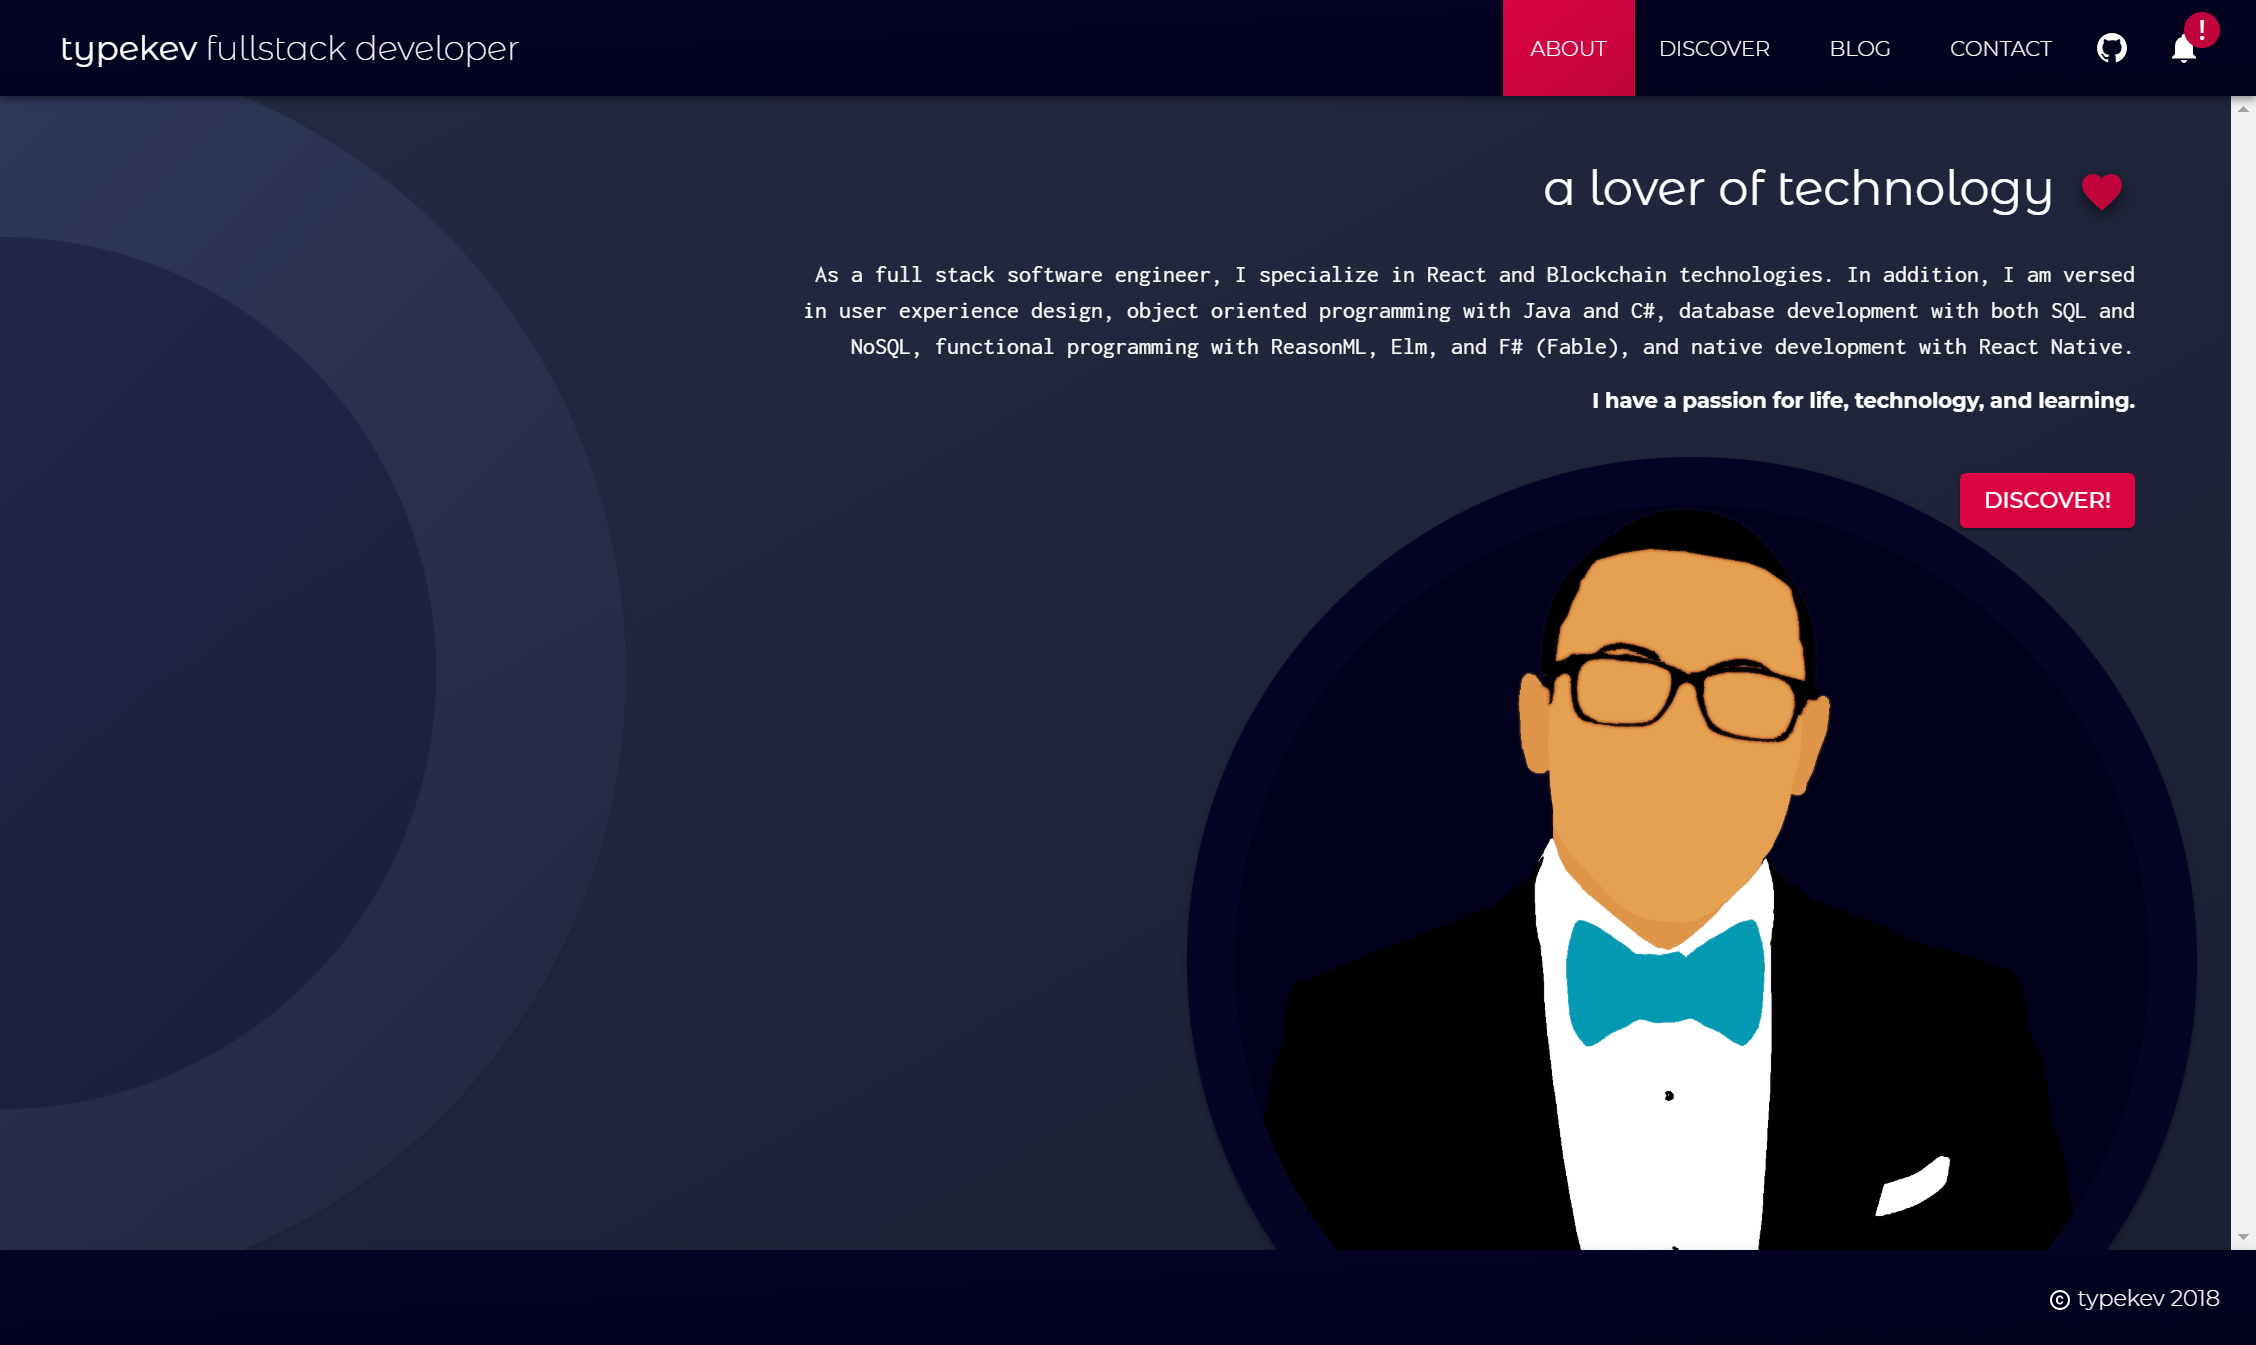 typekev fullstack developer
ABOUT
DISCOVER
BLOG
CONTACT
!
a lover of technology
As a full stack software engineer, I specialize in React and Blockchain technologies. In addition, I am versed
in user experience design, object oriented programming with Java and C#, database development with both SQL and
NoSQL, functional programming with ReasonML, Elm, and F# (Fable), and native development with React Native.
I have a passion for life, technology, and learning.
DISCOVER!
© typekev 2018